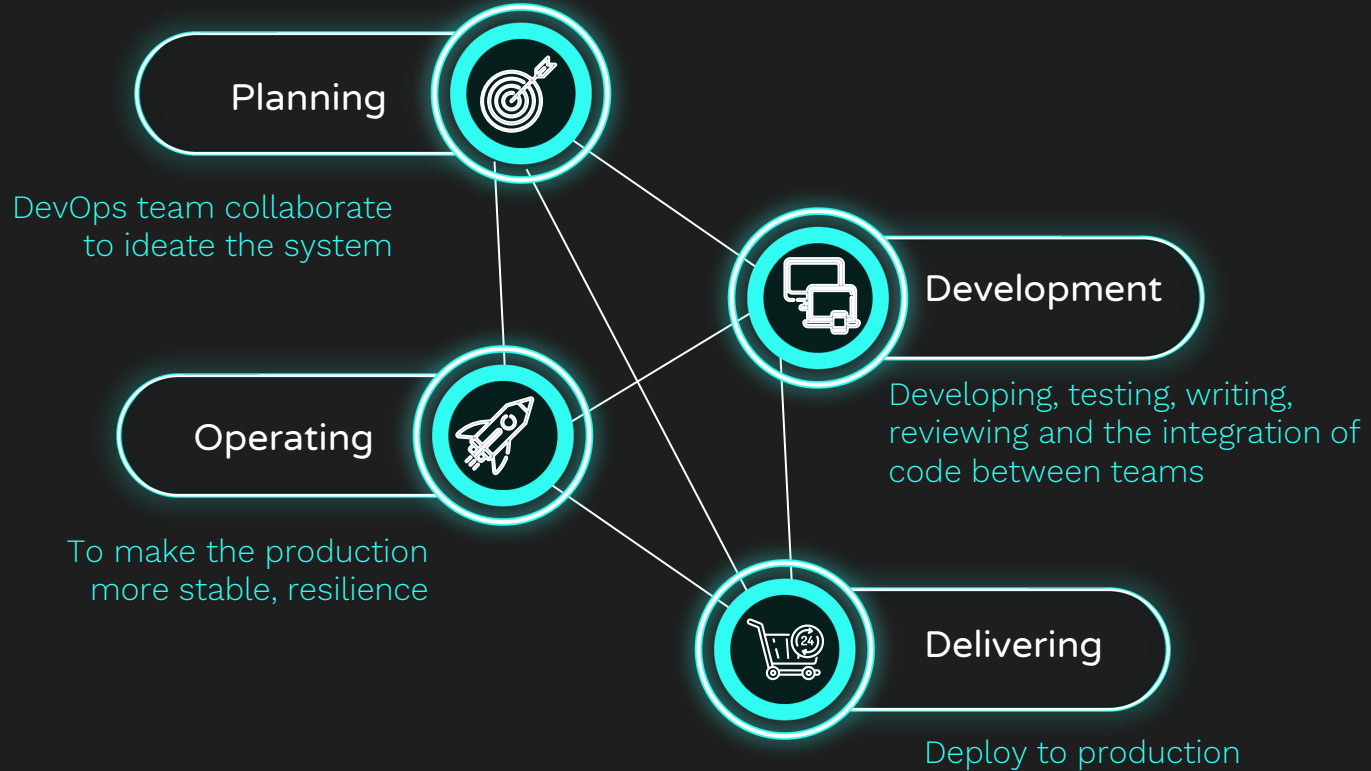 Planning
DevOps team collaborate
to ideate the system
Development
Developing, testing, writing,
reviewing and the integration of
code between teams
Operating
To make the production
more stable, resilience
24
Delivering
Deploy to production